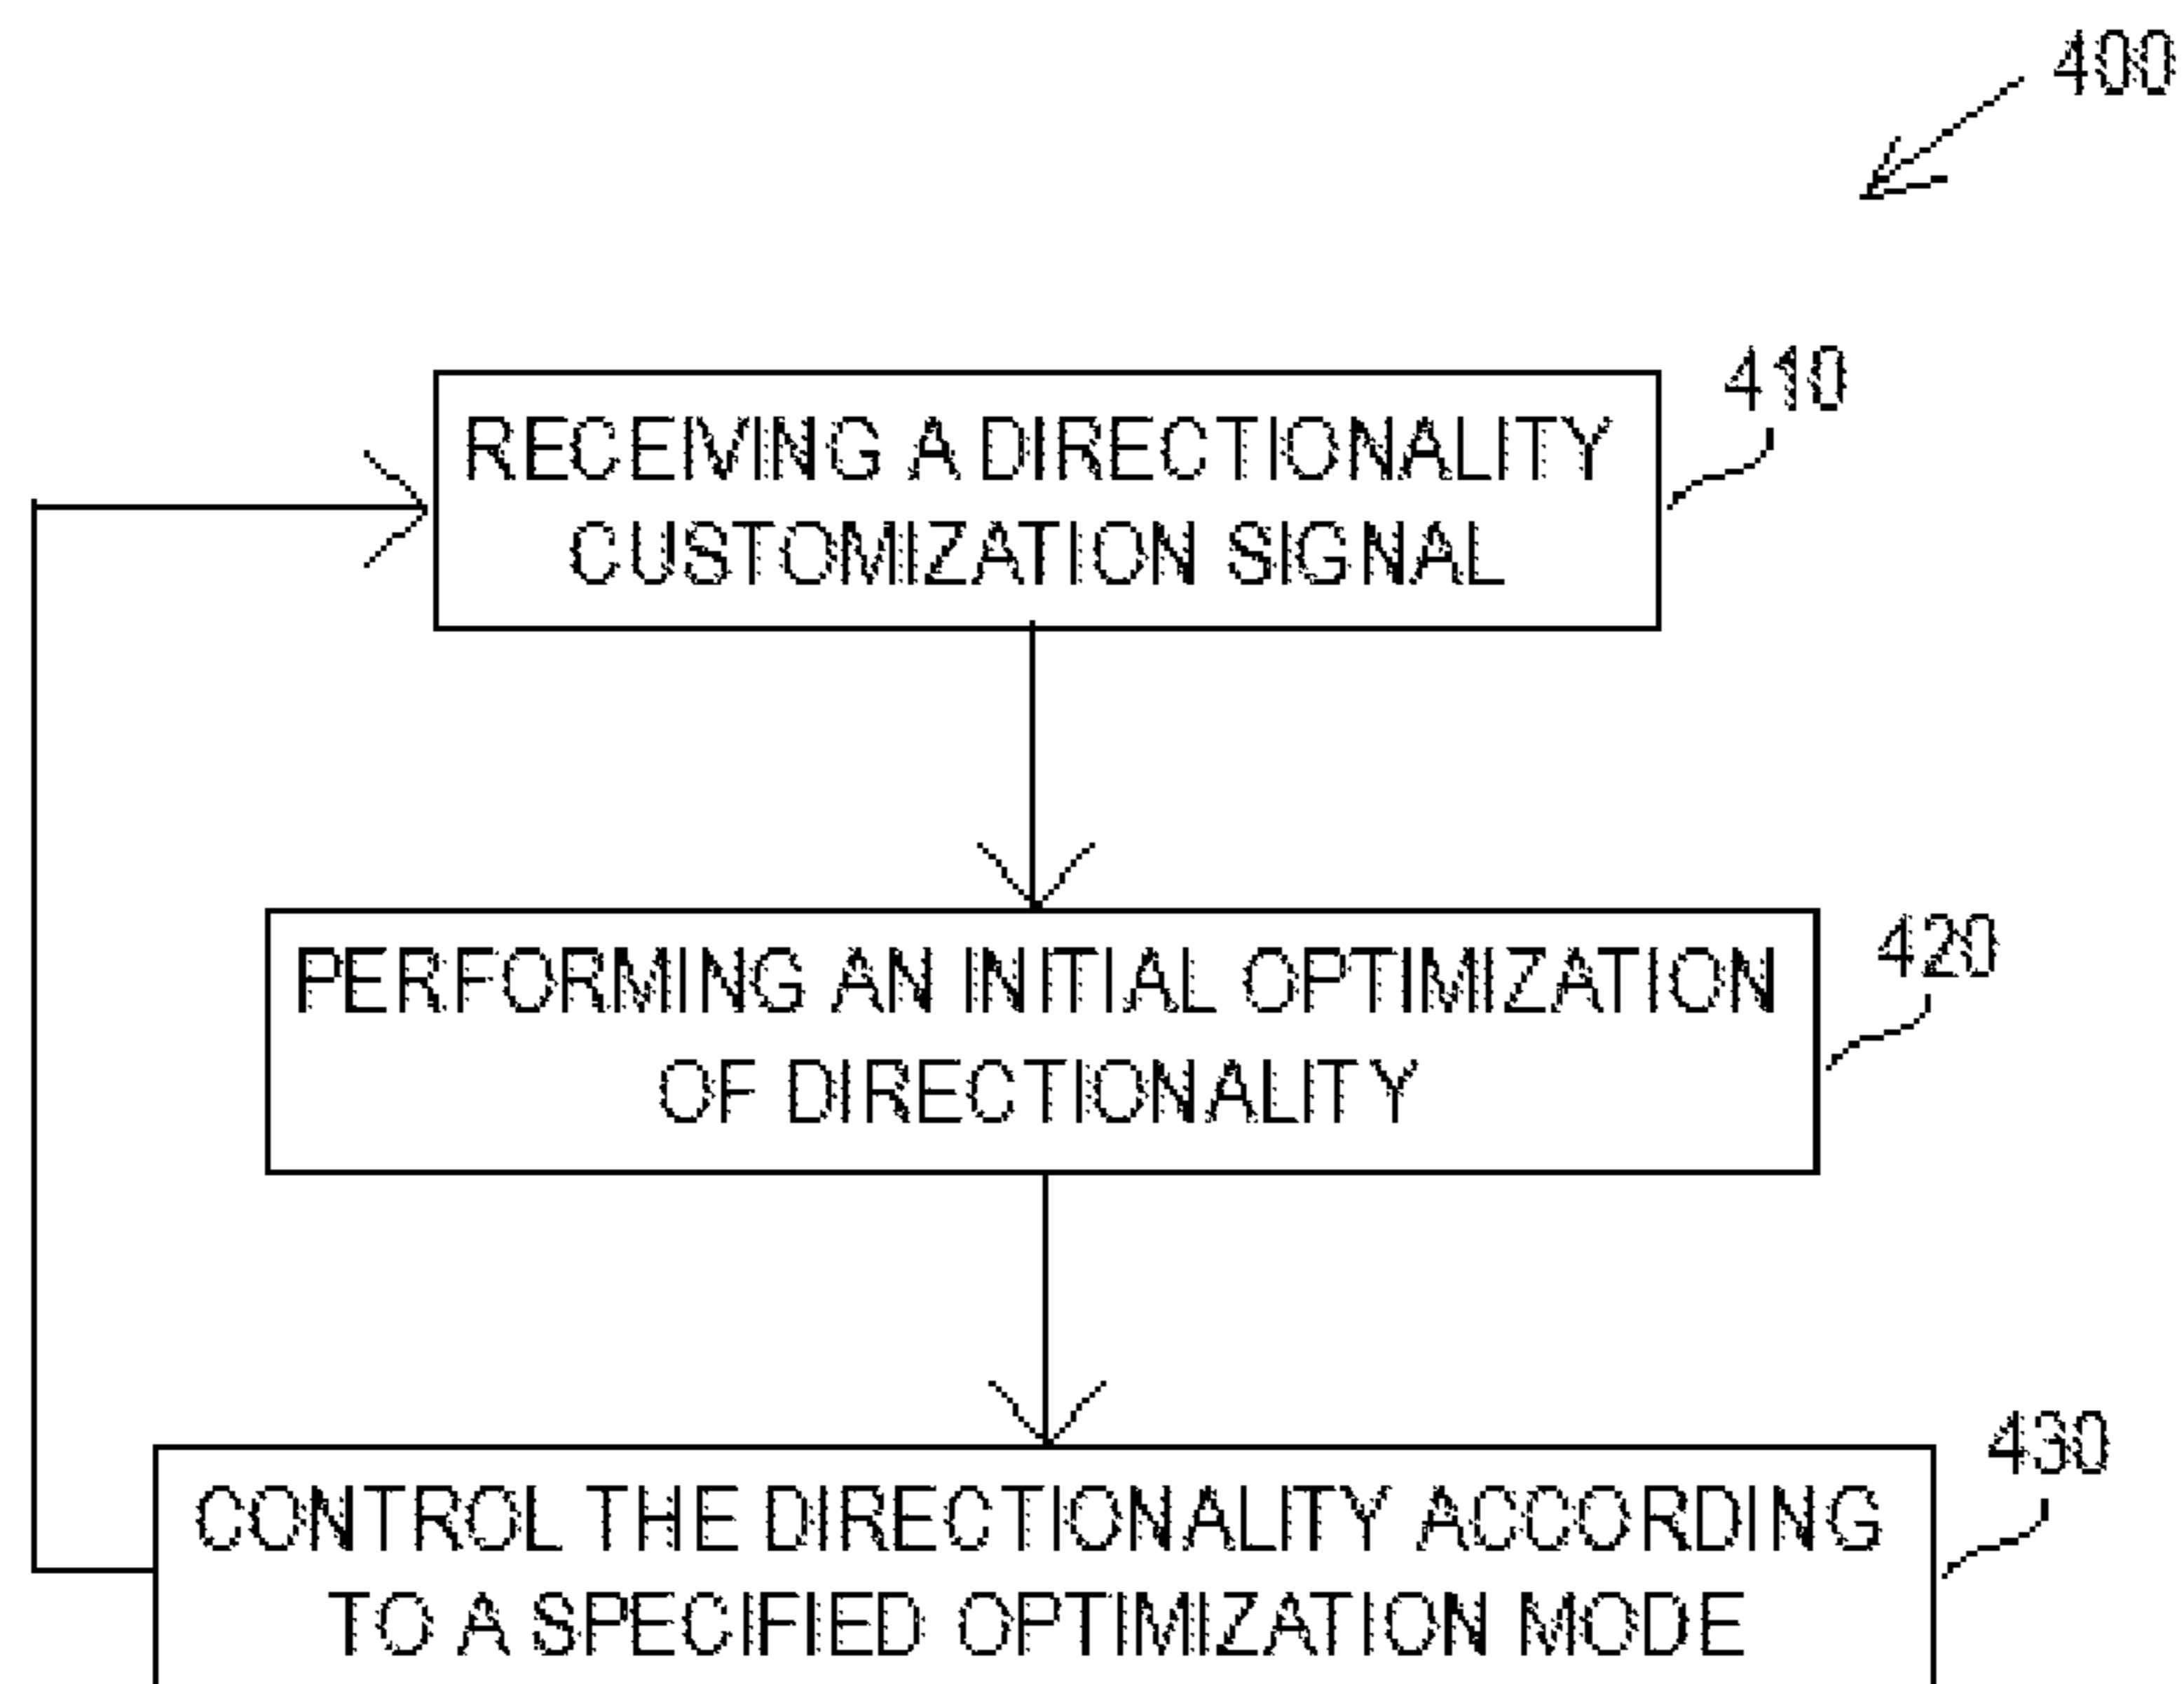 400
410
RECEIVING A DIRECTIONALITY
CUSTOMIZATION SIGNAL
420
PERFORMING AN INITIAL OPTIMIZATION
OF DIRECTIONALITY
430
CONTROL THE DIRECTIONALITY ACCORDING
TO A SPECIFIED OPTIMIZATION MODE